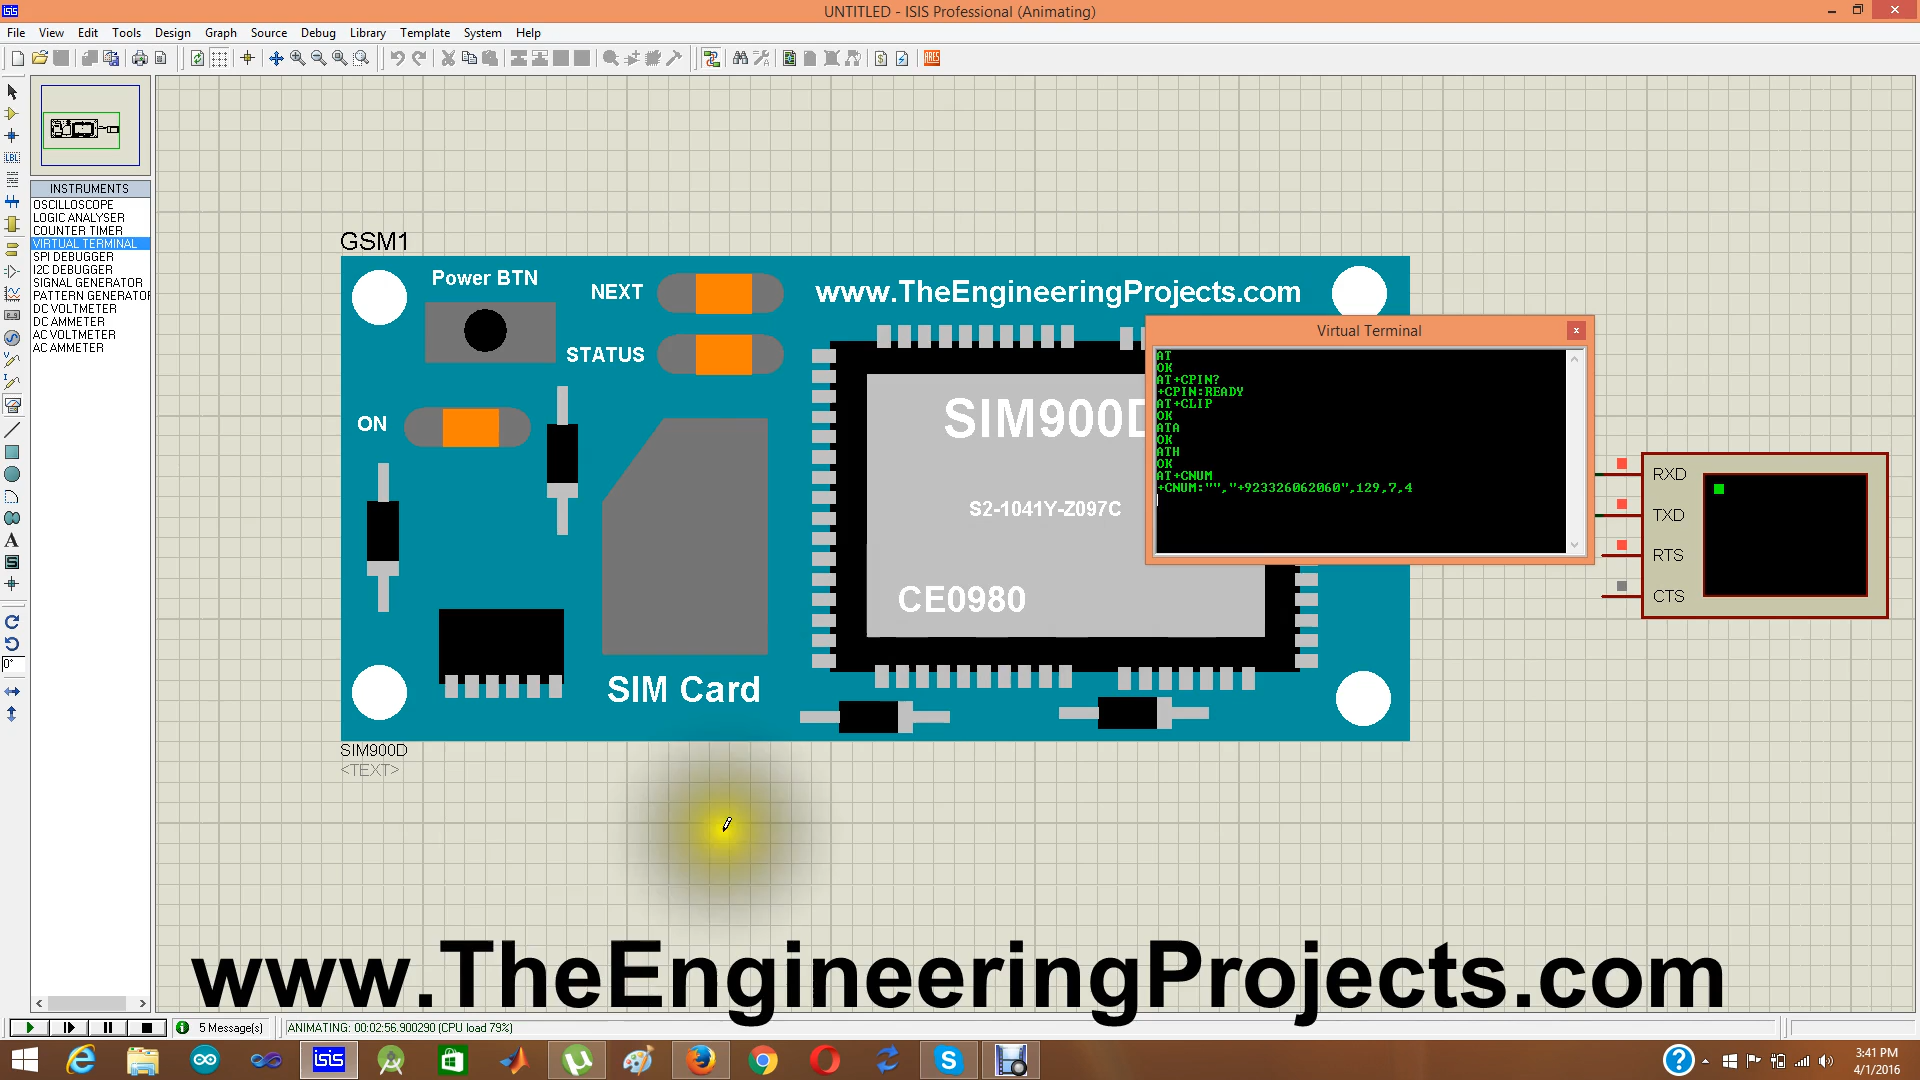 UNTITLED - ISIS Professional (Animating)
File View Edit Tools Design Graph Source Debug Library Template System Help
LBL
INSTRUMENTS
OSCILLOSCOPE
LOGIC ANALYSER
COUNTER TIMER
VIRTUAL TERMINAL
SPI DEBUGGER
I2C DEBUGGER
SIGNAL GENERATOR
PATTERN GENERATOR
DC VOLTMETER
DC AMMETER
AC VOLTMETER
AC AMMETER
GSM1
Power BTN
NEXT
STATUS
ON
www.TheEngineeringProjects.com
SIM900D
S2-1041Y-Z097C
CE0980
SIM Card
SIM900D
<TEXT>
Virtual Terminal
AT
OK
AT+CPIN?
+CPIN:READY
AT+CLIP
OK
ATA
OK
ATH
OK
AT+CNUM
+CNUM:"","+923326062060",129,7,4
RXD
TXD
RTS
CTS
www.TheEngineeringProjects.com
5 Message(s)
ANIMATING: 00:02:56.900290 (CPU load 79%)
3:41 PM
4/1/2016